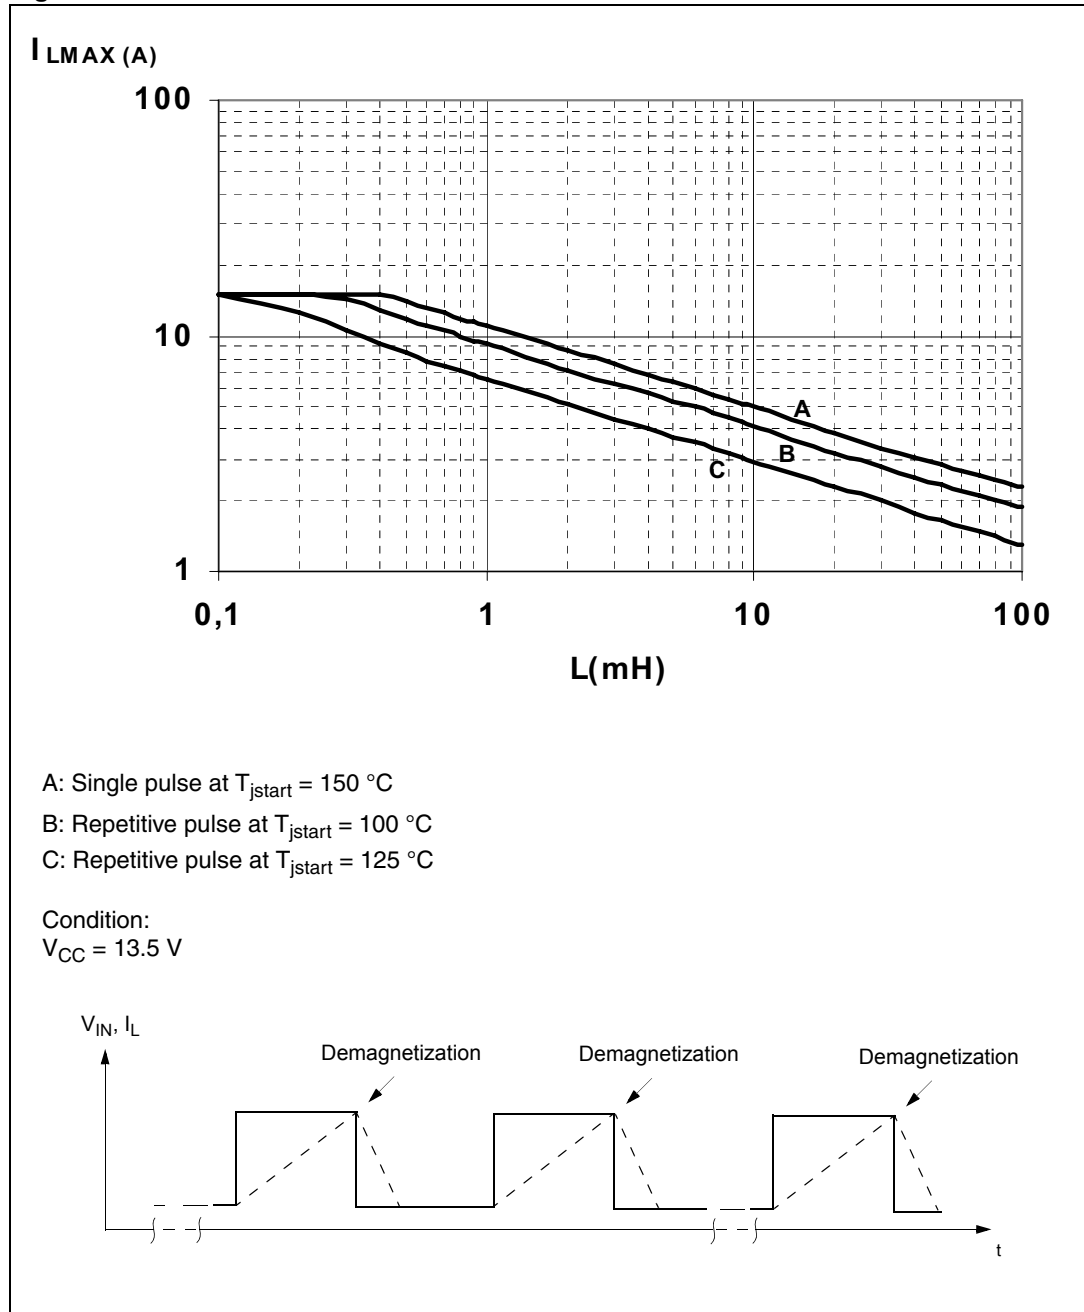 I LMAX (A)
100
10
1
0,1 1 10 100
A
B
C
L(mH)
A: Single pulse at Tjstart = 150 °C
B: Repetitive pulse at Tjstart = 100 °C
C: Repetitive pulse at Tjstart = 125 °C
Condition:
VCC = 13.5 V
VIN, IL
Demagnetization Demagnetization Demagnetization
t